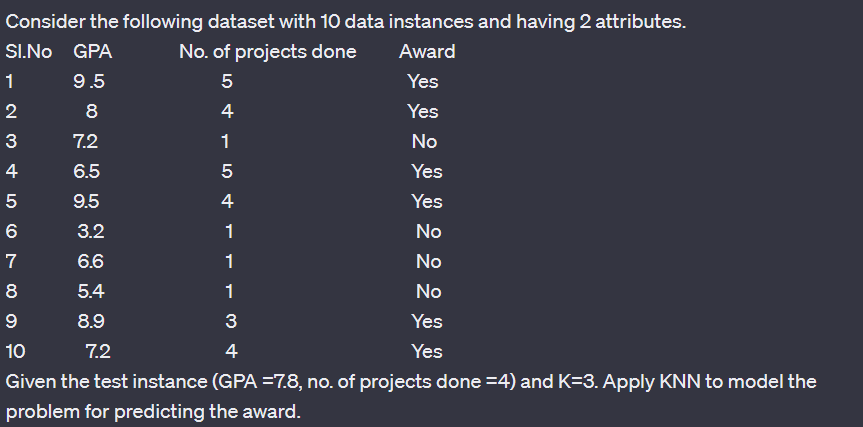 Consider the following dataset with 10 data instances and having 2 attributes.
SI.No GPA No. of projects done Award
1 9 .5 5 Yes
2 8 4 Yes
3 7.2 1 No
4 6.5 5 Yes
5 9.5 4 Yes
6 3.2 1 No
7 6.6 1 No
8 5.4 1 No
9 8.9 3 Yes
10 7.2 4 Yes
Given the test instance (GPA =7.8, no. of projects done =4) and K=3. Apply KNN to model the
problem for predicting the award.